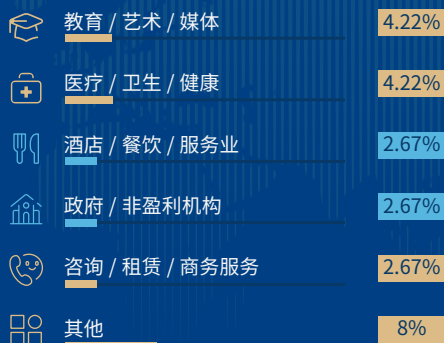 教育 / 艺术 / 媒体 4.22%
医疗 / 卫生 / 健康 4.22%
酒店 / 餐饮 / 服务业 2.67%
政府 / 非盈利机构 2.67%
咨询 / 租赁 / 商务服务 2.67%
其他 8%